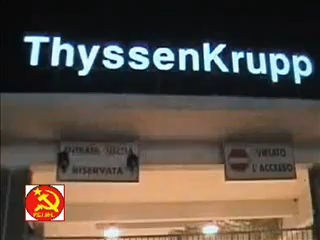 ThyssenKrupp
ENTRATA USCITA
RISERVATA
VIETATO
L'ACCESSO